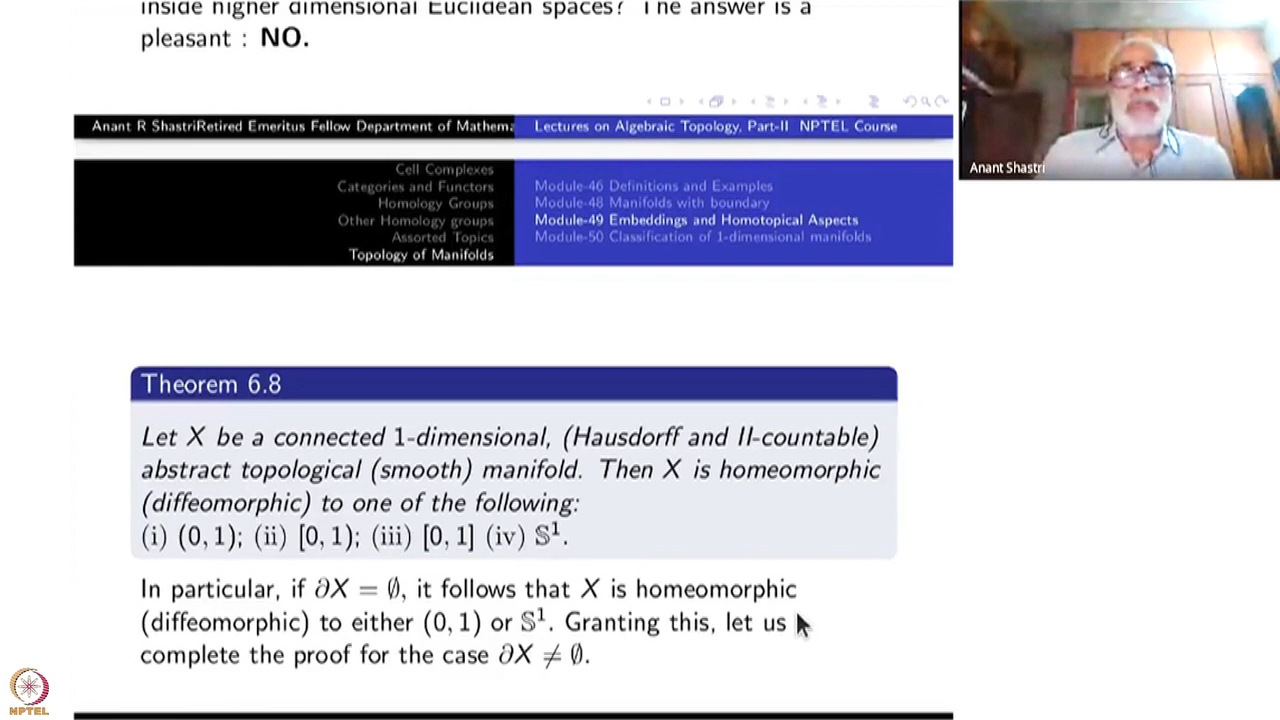 inside higher dimensional Euclidean spaces? The answer is a
pleasant : NO.
Anant R ShastriRetired Emeritus Fellow Department of Mathema
Lectures on Algebraic Topology, Part-II NPTEL Course
Anant Shastri
Cell Complexes
Categories and Functors
Homology Groups
Other Homology groups
Assorted Topics
Topology of Manifolds
Module-46 Definitions and Examples
Module-48 Manifolds with boundary
Module-49 Embeddings and Homotopical Aspects
Module-50 Classification of 1-dimensional manifolds
Theorem 6.8
Let X be a connected 1-dimensional, (Hausdorff and II-countable)
abstract topological (smooth) manifold. Then X is homeomorphic
(diffeomorphic) to one of the following:
(i) (0, 1); (ii) [0, 1); (iii) [0, 1] (iv) 𝕊¹.
In particular, if ∂X = ∅, it follows that X is homeomorphic
(diffeomorphic) to either (0, 1) or 𝕊¹. Granting this, let us
complete the proof for the case ∂X ≠ ∅.
NPTEL